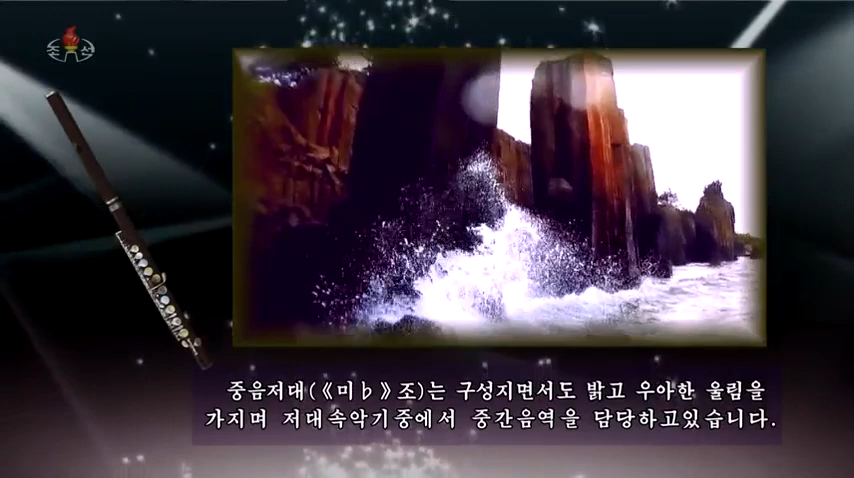 조선
중음저대(《미♭》조)는 구성지면서도 밝고 우아한 울림을
가지며 저대속악기중에서 중간음역을 담당하고있습니다.